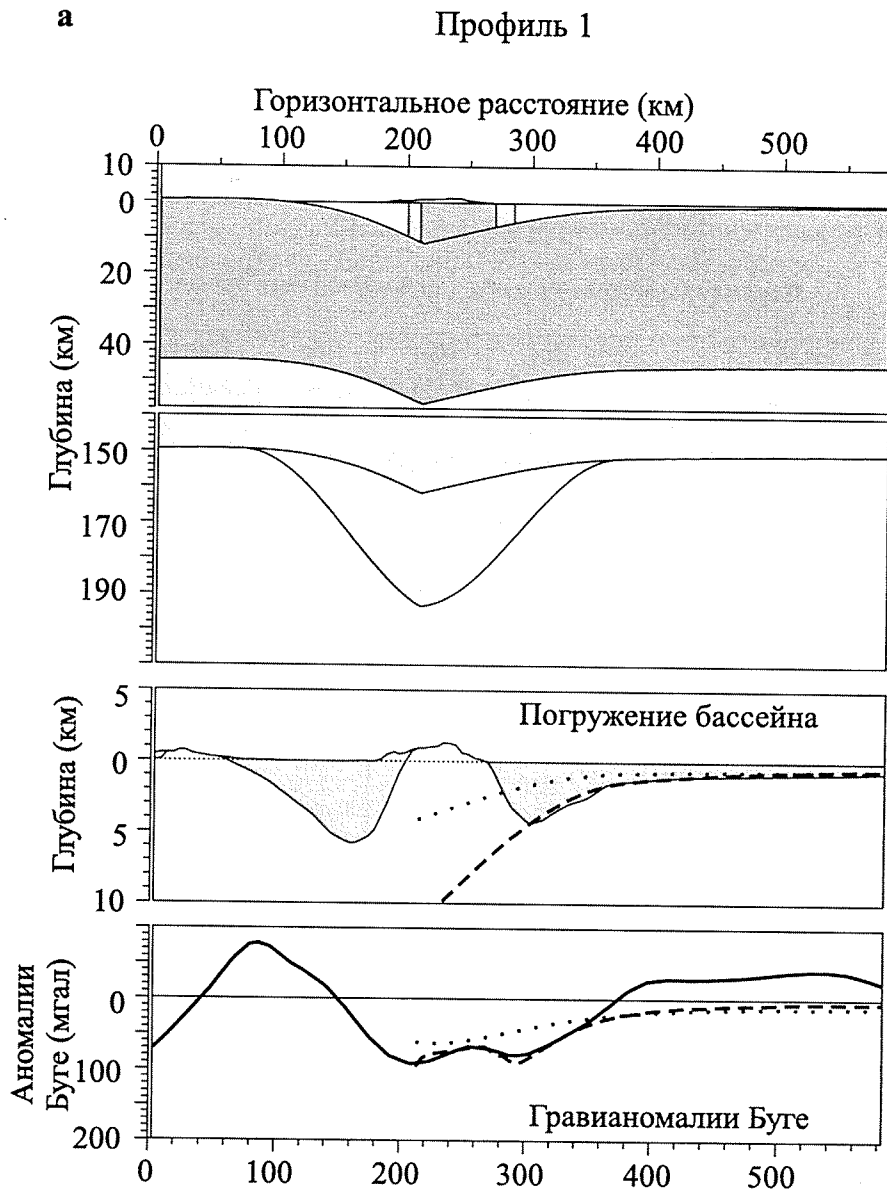 а
Профиль 1
Горизонтальное расстояние (км)
0 100 200 300 400 500
10
0
20
40
Глубина (км)
150
170
190
5
0
5
10
Глубина (км)
Погружение бассейна
0
100
200
Аномалии
Буге (мгал)
Гравианомалии Буге
0 100 200 300 400 500